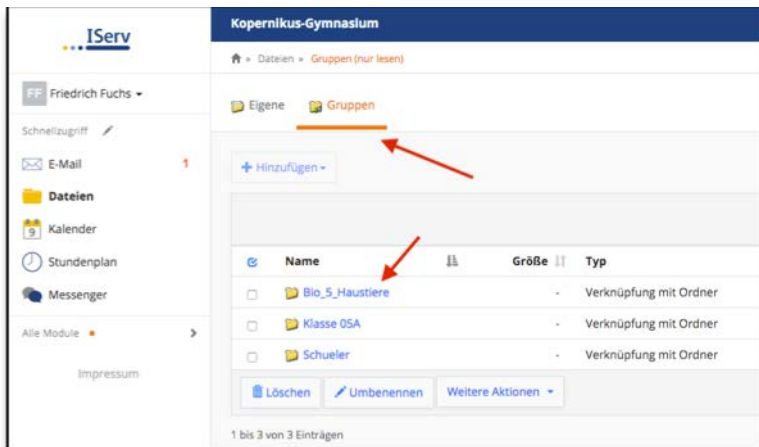 IServ
FF Friedrich Fuchs
Schnellzugriff
E-Mail 1
Dateien
9 Kalender
Stundenplan
Messenger
Alle Module
Impressum
Kopernikus-Gymnasium
» Dateien » Gruppen (nur lesen)
Eigene Gruppen
+ Hinzufügen
Name Größe Typ
Bio_5_Haustiere - Verknüpfung mit Ordner
Klasse 05A - Verknüpfung mit Ordner
Schueler - Verknüpfung mit Ordner
Löschen Umbenennen Weitere Aktionen
1 bis 3 von 3 Einträgen